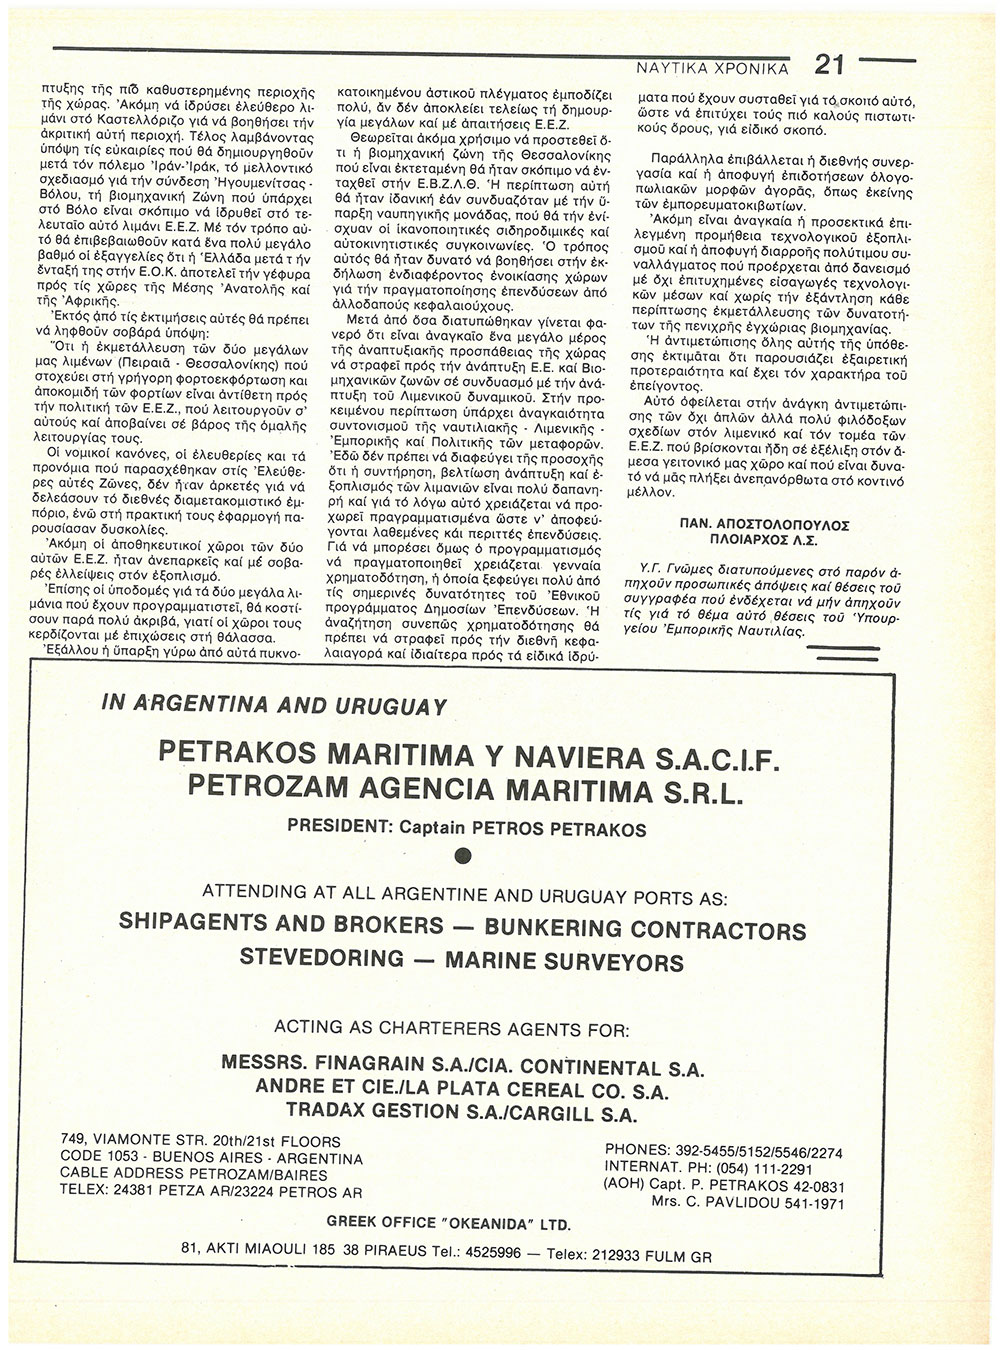 ΝΑΥΤΙΚΑ ΧΡΟΝΙΚΑ 21
πτυξης τῆς πιό καθυστερημένης περιοχῆς
τῆς χώρας. Ἀκόμη νά ἱδρύσει ἐλεύθερο λι-
μάνι στό Καστελλόριζο γιά νά βοηθήσει τήν
ἀκριτική αὐτή περιοχή. Τέλος λαμβάνοντας
ὑπόψη τίς εὐκαιρίες πού θά δημιουργηθοῦν
μετά τόν πόλεμο Ἰράν-Ἰράκ, τό μελλοντικό
σχεδιασμό γιά τήν σύνδεση Ἡγουμενίτσας -
Βόλου, τή βιομηχανική Ζώνη πού ὑπάρχει
στό Βόλο εἶναι σκόπιμο νά ἱδρυθεῖ στό τε-
λευταῖο αὐτό λιμάνι Ε.Ε.Ζ. Μέ τόν τρόπο αὐ-
τό θά ἐπιβεβαιωθοῦν κατά ἕνα πολύ μεγάλο
βαθμό οἱ ἐξαγγελίες ὅτι ἡ Ἑλλάδα μετά τ ήν
ἔνταξή της στήν Ε.Ο.Κ. ἀποτελεῖ τήν γέφυρα
πρός τίς χῶρες τῆς Μέσης Ἀνατολῆς καί
τῆς Ἀφρικῆς.
Ἐκτός ἀπό τίς ἐκτιμήσεις αὐτές θά πρέπει
νά ληφθοῦν σοβάρά ὑπόψη:
Ὅτι ἡ ἐκμετάλλευση τῶν δύο μεγάλων
μας λιμένων (Πειραιᾶ - Θεσσαλονίκης) πού
στοχεύει στή γρήγορη φορτοεκφόρτωση και
ἀποκομιδή τῶν φορτίων εἶναι ἀντίθετη πρός
τήν πολιτική τῶν Ε.Ε.Ζ., πού λειτουργοῦν σ'
αὐτούς καί ἀποβαίνει σέ βάρος τῆς ὁμαλῆς
λειτουργίας τους.
Οἱ νομικοί κανόνες, οἱ ἐλευθερίες και τά
προνόμια πού παρασχέθηκαν στίς Ἐλεύθε-
ρες αὐτές Ζῶνες, δέν ἦταν ἀρκετές γιά νά
δελεάσουν τό διεθνές διαμετακομιστικό ἐμ-
πόριο, ἐνῶ στή πρακτική τους ἐφαρμογή πα-
ρουσίασαν δυσκολίες.
Ἀκόμη οἱ ἀποθηκευτικοί χῶροι τῶν δύο
αὐτῶν Ε.Ε.Ζ. ἦταν ἀνεπαρκεῖς καί μέ σοβα-
ρές ἐλλείψεις στόν ἐξοπλισμό.
Ἐπίσης οἱ ὑποδομές γιά τά δύο μεγάλα λι-
μάνια πού ἔχουν προγραμματιστεῖ, θά κοστί-
σουν παρά πολύ ἀκριβά, γιατί οἱ χῶροι τους
κερδίζονται μέ ἐπιχώσεις στή θάλασσα.
Ἐξάλλου ἡ ὕπαρξη γύρω ἀπό αὐτά πυκνο-
κατοικημένου ἀστικοῦ πλέγματος ἐμποδίζει
πολύ, ἄν δέν ἀποκλείει τελείως τή δημιουρ-
γία μεγάλων καί μέ ἀπαιτήσεις Ε.Ε.Ζ.
Θεωρεῖται ἀκόμα χρήσιμο νά προστεθεῖ ὅ-
τι ἡ βιομηχανική ζώνη τῆς Θεσσαλονίκης
πού εἶναι ἐκτεταμένη θά ἦταν σκόπιμο νά ἐν-
ταχθεῖ στήν Ε.Β.Ζ.Λ.Θ. Ἡ περίπτωση αὐτή
θά ἦταν ἰδανική ἐάν συνδυαζόταν μέ τήν ὕ-
παρξη ναυπηγικῆς μονάδας, πού θά τήν ἐνί-
σχυαν οἱ ἱκανοποιητικές σιδηροδρομικές καί
αὐτοκινητιστικές συγκοινωνίες. Ὁ τρόπος
αὐτός θά ἦταν δυνατό νά βοηθήσει στήν ἐκ-
δήλωση ἐνδιαφέροντος ἐνοικίασης χώρων
γιά τήν πραγματοποίηση ἐπενδύσεων ἀπό
ἀλλοδαπούς κεφαλαιούχους.
Μετά ἀπό ὅσα διατυπώθηκαν γίνεται φα-
νερό ὅτι εἶναι ἀναγκαῖο ἕνα μεγάλο μέρος
τῆς ἀναπτυξιακῆς προσπάθειας τῆς χώρας
νά στραφεῖ πρός τήν ἀνάπτυξη Ε.Ε. καί Βιο-
μηχανικῶν ζωνῶν σέ συνδυασμό μέ τήν ἀνά-
πτυξη τοῦ Λιμενικοῦ δυναμικοῦ. Στήν προ-
κειμένου περίπτωση ὑπάρχει ἀναγκαιότητα
συντονισμοῦ τῆς ναυτιλιακῆς - Λιμενικῆς -
Ἐμπορικῆς καί Πολιτικῆς τῶν μεταφορῶν.
Ἐδῶ δέν πρέπει νά διαφεύγει τῆς προσοχῆς
ὅτι ἡ συντήρηση, βελτίωση ἀνάπτυξη καί ἐ-
ξοπλισμός τῶν λιμανιῶν εἶναι πολύ δαπανη-
ρή καί γιά τό λόγω αὐτό χρειάζεται νά προ-
χωρεῖ πραγραμματισμένα ὥστε ν' ἀποφεύ-
γονται λαθεμένες κάι περιττές ἐπενδύσεις.
Γιά νά μπορέσει ὅμως ὁ προγραμματισμός
νά πραγματοποιηθεῖ χρειάζεται γενναία
χρηματοδότηση, ἡ ὁποία ξεφεύγει πολύ ἀπό
τίς σημερινές δυνατότητες τοῦ Ἐθνικοῦ
προγράμματος Δημοσίων Ἐπενδύσεων. Ἡ
ἀναζήτηση συνεπῶς χρηματοδότησης θά
πρέπει νά στραφεῖ πρός τήν διεθνή κεφα-
λαιαγορά καί ἰδιαίτερα πρός τά εἰδικά ἱδρύ-
ματα πού ἔχουν συσταθεῖ γιά τό σκοπό αὐτό,
ὥστε νά ἐπιτύχει τούς πιό καλούς πιστωτι-
κούς ὅρους, γιά εἰδικό σκοπό.
Παράλληλα ἐπιβάλλεται ἡ διεθνής συνερ-
γασία καί ἡ ἀποφυγή ἐπιδοτήσεων ὀλογο-
πωλιακῶν μορφῶν ἀγορᾶς, ὅπως ἐκείνης
τῶν ἐμπορευματοκιβωτίων.
Ἀκόμη εἶναι ἀναγκαία ἡ προσεκτικά ἐπι-
λεγμένη προμήθεια τεχνολογικοῦ ἐξοπλι-
σμοῦ καί ἡ ἀποφυγή διαρροῆς πολύτιμου συ-
ναλλάγματος πού προέρχεται ἀπό δανεισμό
μέ ὄχι ἐπιτυχημένες εἰσαγωγές τεχνολογι-
κῶν μέσων καί χωρίς τήν ἐξάντληση κάθε
περίπτωσης ἐκμετάλλευσης τῶν δυνατοτή-
των τῆς πενιχρῆς ἐγχώριας βιομηχανίας.
Ἡ ἀντιμετώπισης ὅλης αὐτῆς τῆς ὑπόθε-
σης ἐκτιμᾶται ὅτι παρουσιάζει ἐξαιρετική
προτεραιότητα καί ἔχει τόν χαρακτήρα τοῦ
ἐπείγοντος.
Αὐτό ὀφείλεται στήν ἀνάγκη ἀντιμετώπι-
σης τῶν ὄχι ἁπλῶν ἀλλά πολύ φιλόδοξων
σχεδίων στόν λιμενικό καί τόν τομέα τῶν
Ε.Ε.Ζ. πού βρίσκονται ἤδη σέ ἐξέλιξη στόν ἄ-
μεσα γειτονικό μας χῶρο καί πού εἶναι δυνα-
τό νά μᾶς πλήξει ἀνεπανόρθωτα στό κοντινό
μέλλον.
ΠΑΝ. ΑΠΟΣΤΟΛΟΠΟΥΛΟΣ
ΠΛΟΙΑΡΧΟΣ Λ.Σ.
Υ.Γ. Γνῶμες διατυπούμενες στό παρόν ἀ-
πηχοῦν προσωπικές ἀπόψεις καί θέσεις τοῦ
συγγραφέα πού ἐνδέχεται νά μήν ἀπηχοῦν
τίς γιά τό θέμα αὐτό θέσεις τοῦ Ὑπουρ-
γείου Ἐμπορικῆς Ναυτιλίας.
IN ARGENTINA AND URUGUAY
PETRAKOS MARITIMA Y NAVIERA S.A.C.I.F.
PETROZAM AGENCIA MARITIMA S.R.L.
PRESIDENT: Captain PETROS PETRAKOS
ATTENDING AT ALL ARGENTINE AND URUGUAY PORTS AS:
SHIPAGENTS AND BROKERS — BUNKERING CONTRACTORS
STEVEDORING — MARINE SURVEYORS
ACTING AS CHARTERERS AGENTS FOR:
MESSRS. FINAGRAIN S.A./CIA. CONTINENTAL S.A.
ANDRE ET CIE./LA PLATA CEREAL CO. S.A.
TRADAX GESTION S.A./CARGILL S.A.
749, VIAMONTE STR. 20th/21st FLOORS
CODE 1053 - BUENOS AIRES - ARGENTINA
CABLE ADDRESS PETROZAM/BAIRES
TELEX: 24381 PETZA AR/23224 PETROS AR
PHONES: 392-5455/5152/5546/2274
INTERNAT. PH: (054) 111-2291
(AOH) Capt. P. PETRAKOS 42-0831
Mrs. C. PAVLIDOU 541-1971
GREEK OFFICE "OKEANIDA" LTD.
81, AKTI MIAOULI 185 38 PIRAEUS Tel.: 4525996 — Telex: 212933 FULM GR